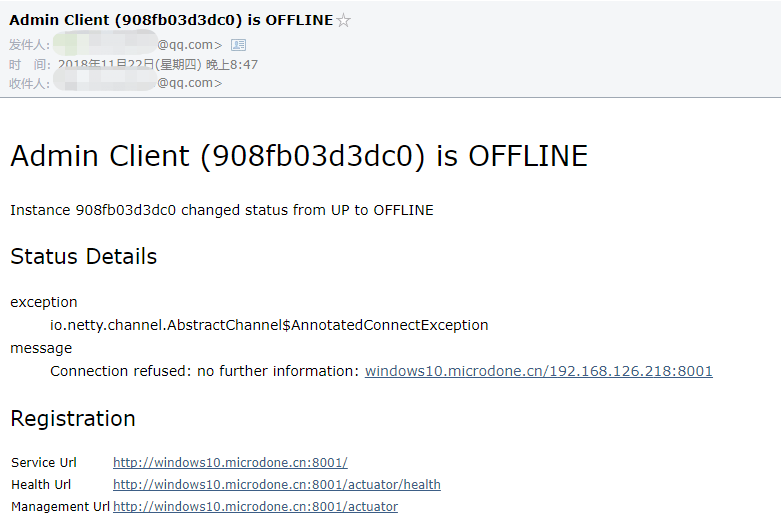 Admin Client (908fb03d3dc0) is OFFLINE
发件人: @qq.com>
时 间: 2018年11月22日(星期四) 晚上8:47
收件人: @qq.com>
Admin Client (908fb03d3dc0) is OFFLINE
Instance 908fb03d3dc0 changed status from UP to OFFLINE
Status Details
exception
io.netty.channel.AbstractChannel$AnnotatedConnectException
message
Connection refused: no further information: windows10.microdone.cn/192.168.126.218:8001
Registration
Service Url http://windows10.microdone.cn:8001/
Health Url http://windows10.microdone.cn:8001/actuator/health
Management Url http://windows10.microdone.cn:8001/actuator